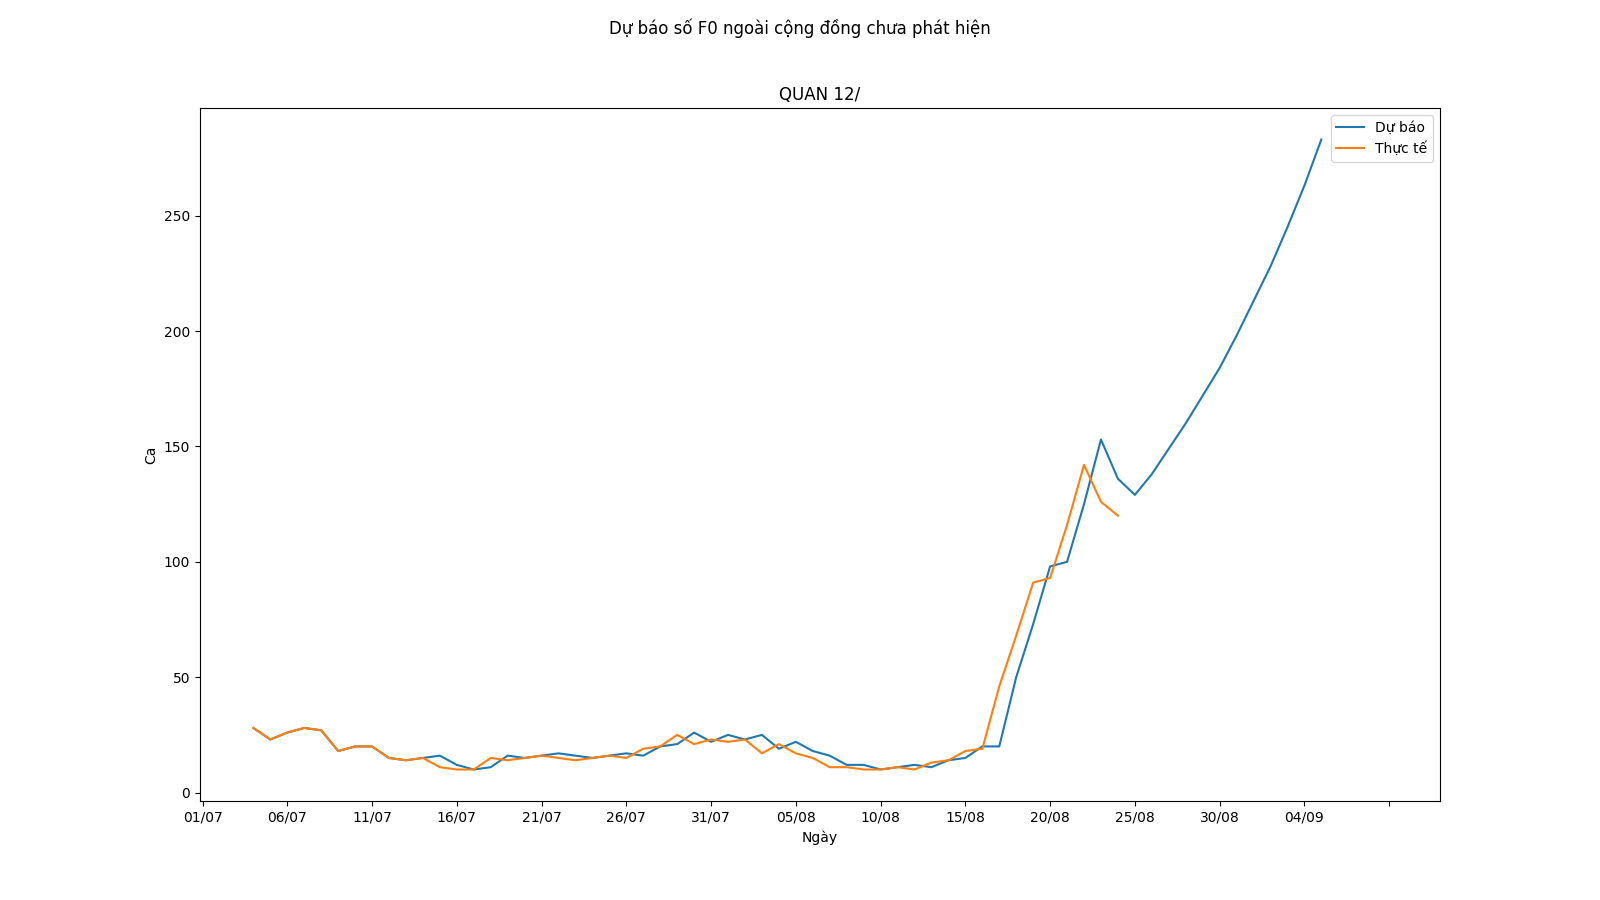 Dự báo số F0 ngoài cộng đồng chưa phát hiện
QUAN 12/
Dự báo
Thực tế
250
200
150
100
50
0
Ca
01/07 06/07 11/07 16/07 21/07 26/07 31/07 05/08 10/08 15/08 20/08 25/08 30/08 04/09
Ngày